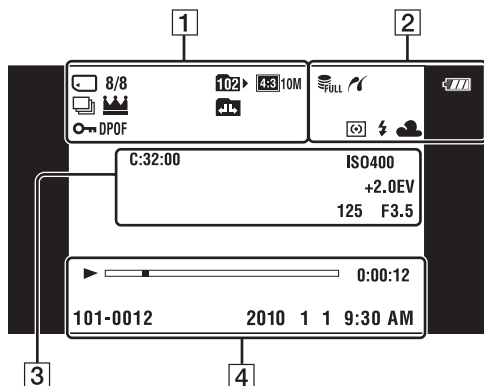 1
2
8/8 102 4:3 10M FULL
DPOF
C:32:00 ISO400
+2.0EV
125 F3.5
0:00:12
101-0012 2010 1 1 9:30 AM
3
4